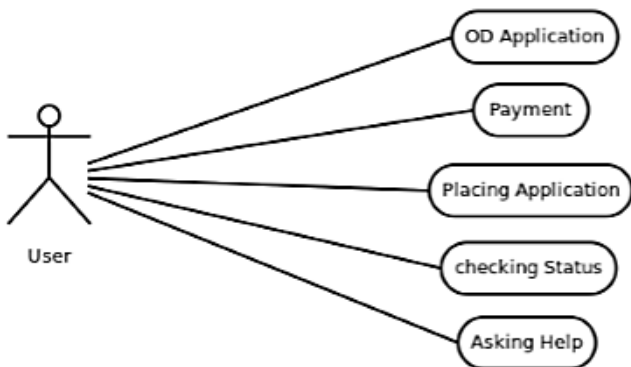 OD Application
Payment
Placing Application
checking Status
Asking Help
User